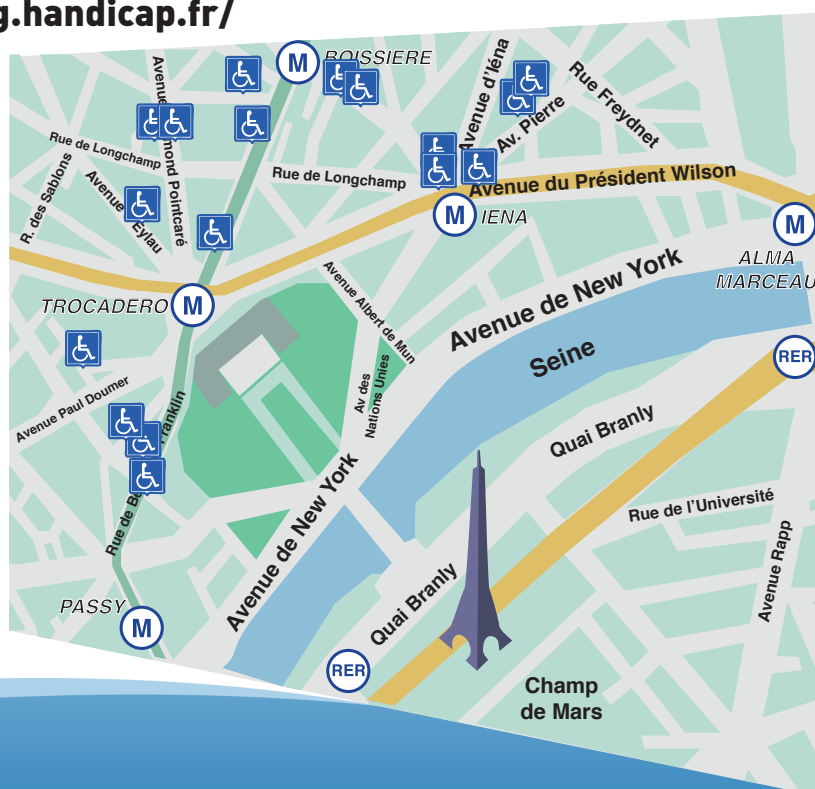 g.handicap.fr/
M
BOISSIERE
Avenue
mond Pointcaré
Rue de Longchamp
R. des Sablons
Avenue
Eylau
Rue de Longchamp
Avenue d'Iéna
Av. Pierre
Rue Freydnet
Avenue du Président Wilson
M
IENA
M
ALMA
MARCEAU
TROCADERO
M
Avenue Albert de Mun
Av des
Nations Unies
Avenue de New York
Seine
RER
Avenue Paul Doumer
Franklin
Rue de Be
Quai Branly
Avenue de New York
Rue de l'Université
Avenue Rapp
PASSY
M
Quai Branly
RER
Champ
de Mars